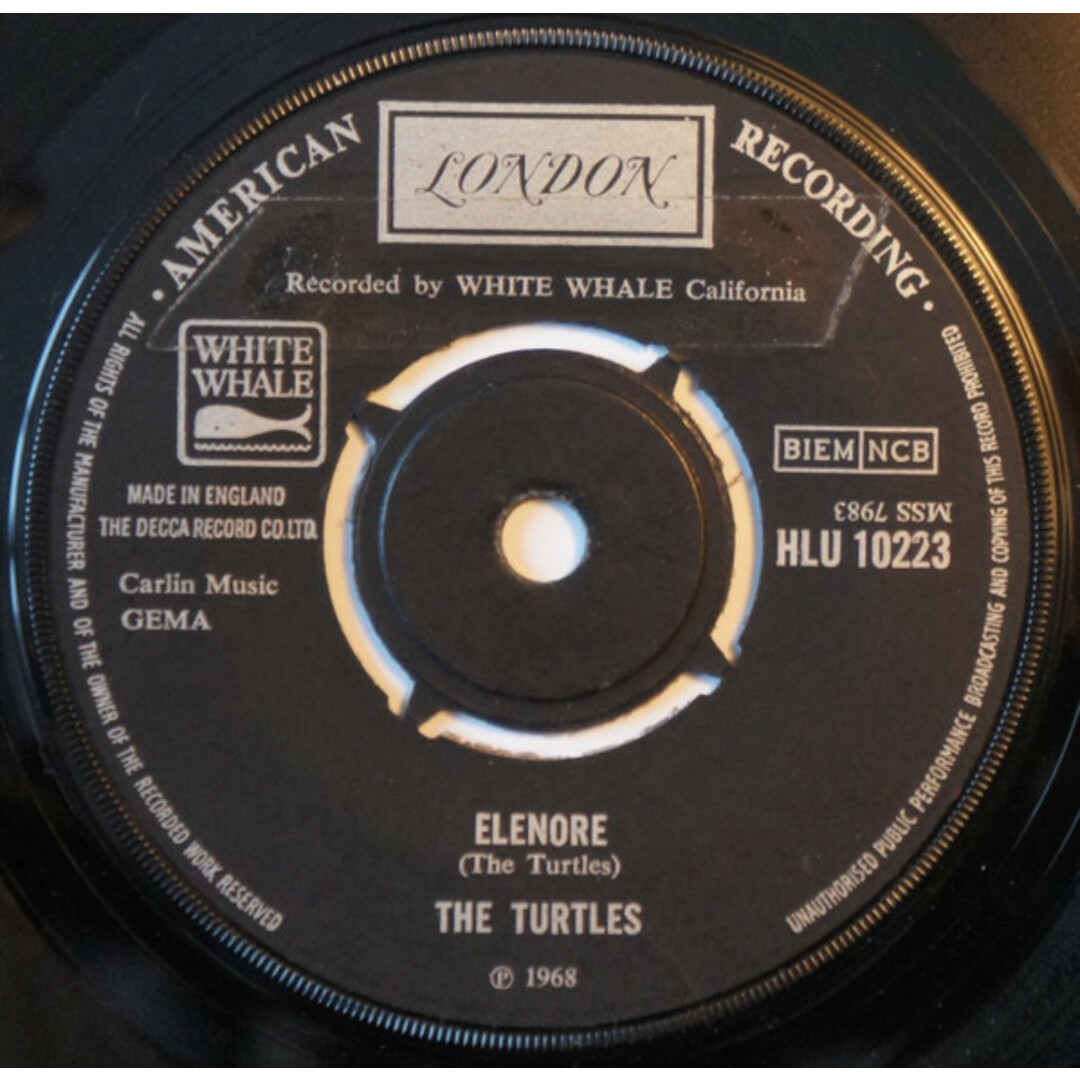 · AMERICAN RECORDING ·
LONDON
Recorded by WHITE WHALE California
WHITE
WHALE
MADE IN ENGLAND
THE DECCA RECORD CO.LTD.
Carlin Music
GEMA
BIEM NCB
MSS 7983
HLU 10223
ELENORE
(The Turtles)
THE TURTLES
℗ 1968
ALL RIGHTS OF THE MANUFACTURER AND OF THE OWNER OF THE RECORDED WORK RESERVED
UNAUTHORISED PUBLIC PERFORMANCE BROADCASTING AND COPYING OF THIS RECORD PROHIBITED